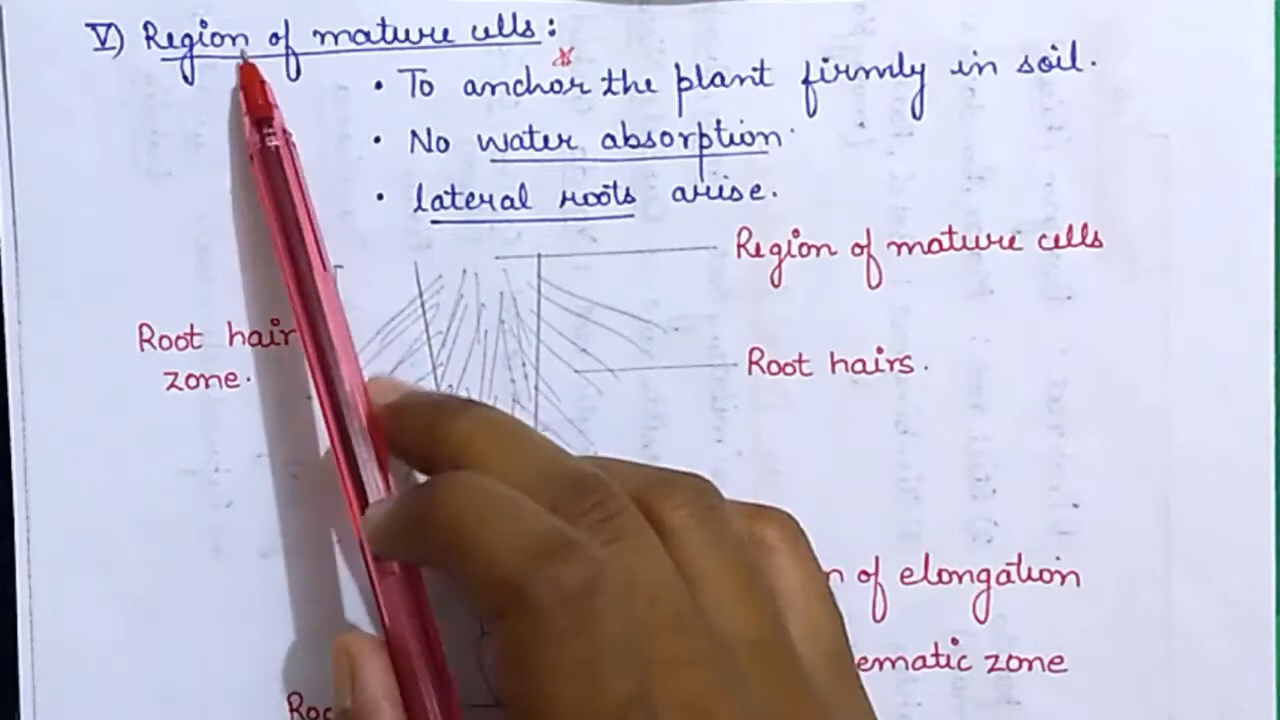 V) Region of mature cells:
• To anchor the plant firmly in soil.
• No water absorption.
• lateral roots arise.
Region of mature cells
Root hair
zone.
Root hairs.
of elongation
zone